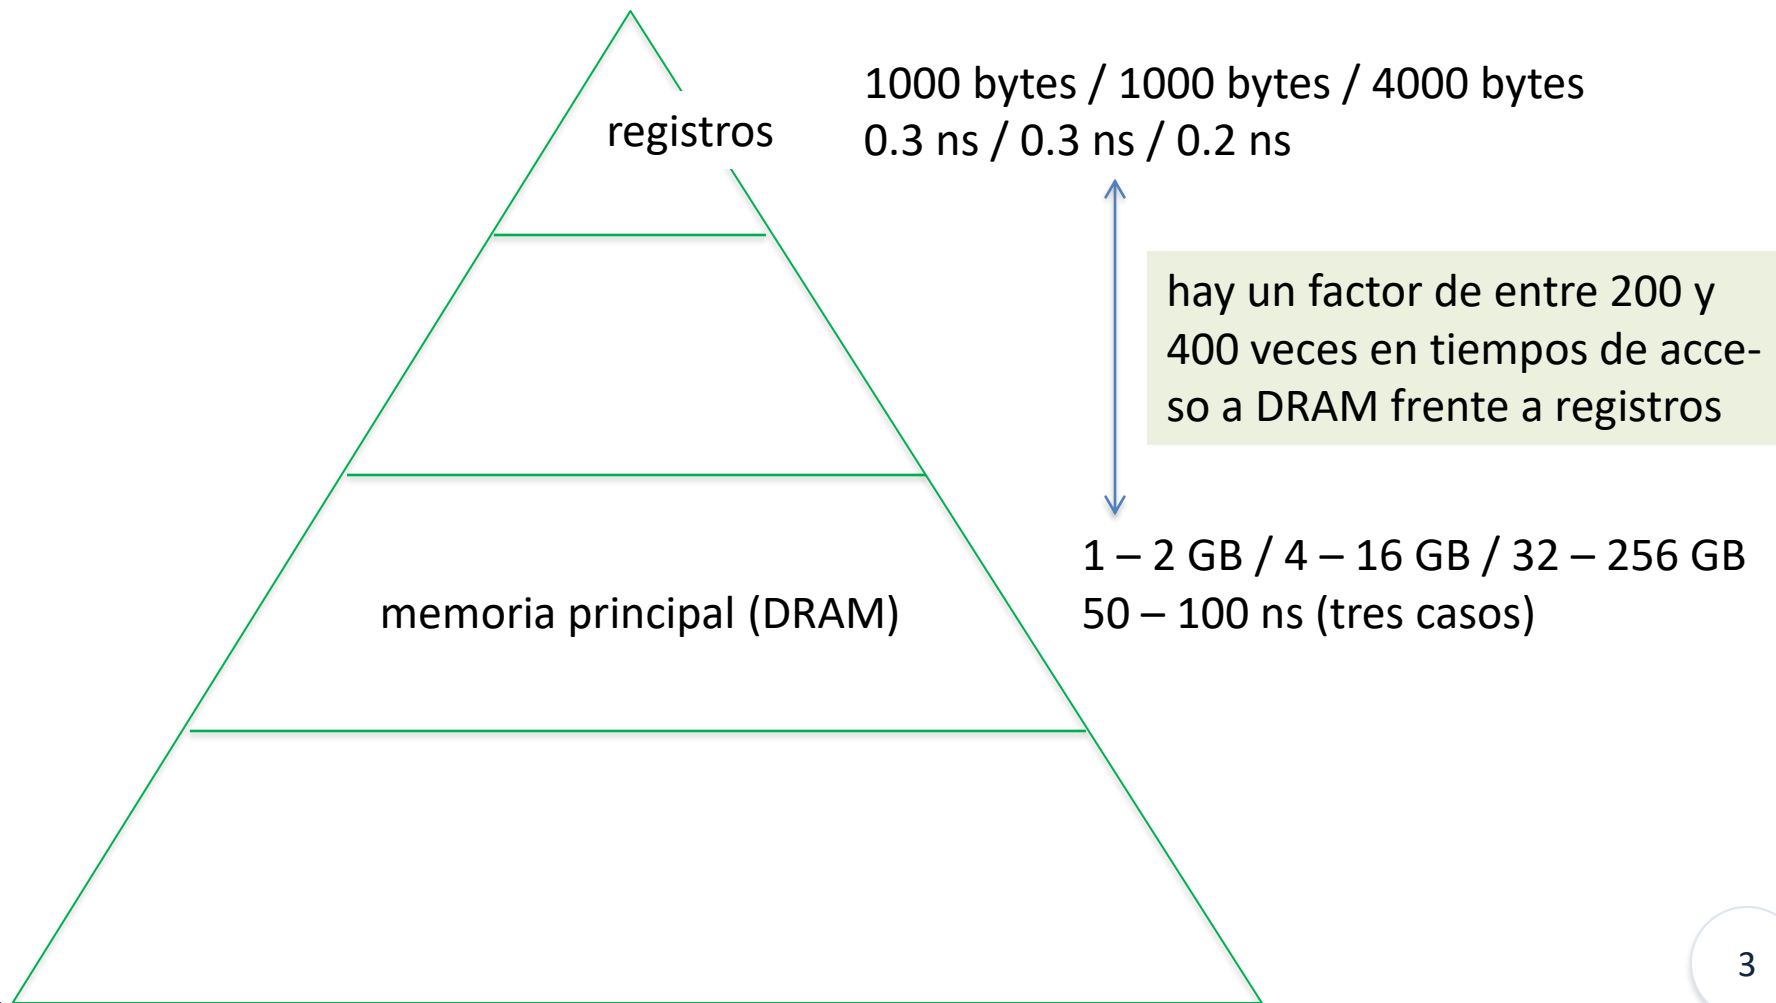 registros
1000 bytes / 1000 bytes / 4000 bytes
0.3 ns / 0.3 ns / 0.2 ns
hay un factor de entre 200 y
400 veces en tiempos de acce-
so a DRAM frente a registros
memoria principal (DRAM)
1 – 2 GB / 4 – 16 GB / 32 – 256 GB
50 – 100 ns (tres casos)
3